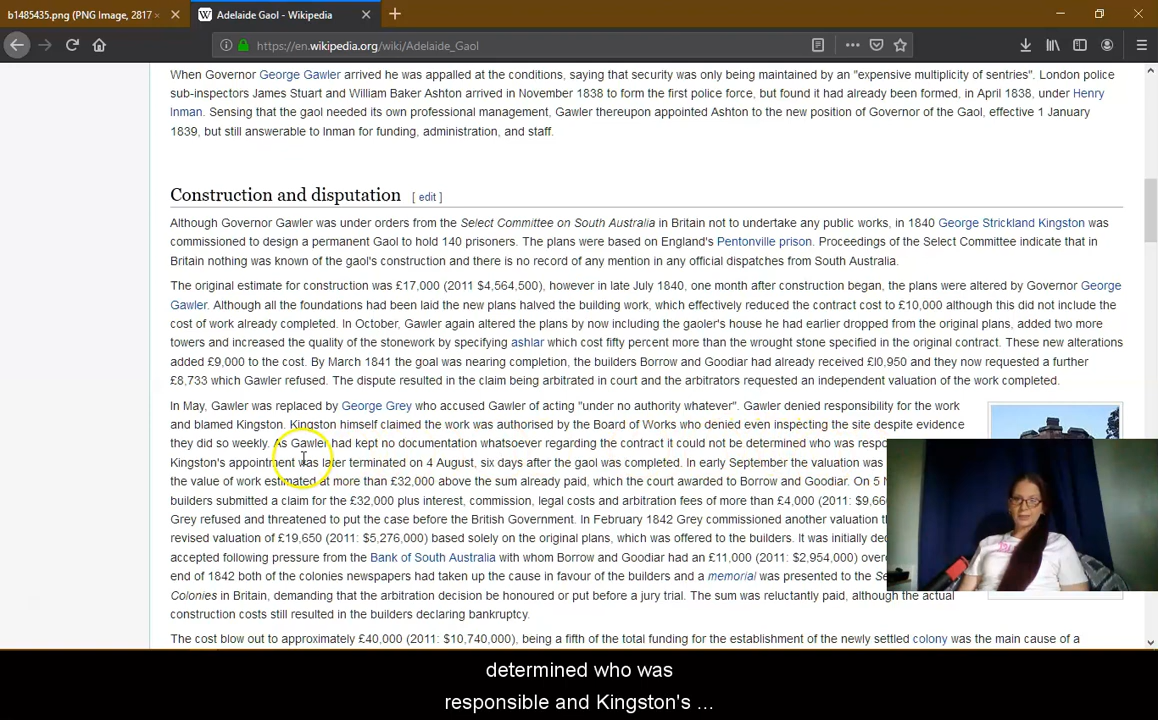 b1485435.png (PNG Image, 2817 ×
Adelaide Gaol - Wikipedia
https://en.wikipedia.org/wiki/Adelaide_Gaol
When Governor George Gawler arrived he was appalled at the conditions, saying that security was only being maintained by an "expensive multiplicity of sentries". London police
sub-inspectors James Stuart and William Baker Ashton arrived in November 1838 to form the first police force, but found it had already been formed, in April 1838, under Henry
Inman. Sensing that the gaol needed its own professional management, Gawler thereupon appointed Ashton to the new position of Governor of the Gaol, effective 1 January
1839, but still answerable to Inman for funding, administration, and staff.
Construction and disputation [ edit ]
Although Governor Gawler was under orders from the Select Committee on South Australia in Britain not to undertake any public works, in 1840 George Strickland Kingston was
commissioned to design a permanent Gaol to hold 140 prisoners. The plans were based on England's Pentonville prison. Proceedings of the Select Committee indicate that in
Britain nothing was known of the gaol's construction and there is no record of any mention in any official dispatches from South Australia.
The original estimate for construction was £17,000 (2011 $4,564,500), however in late July 1840, one month after construction began, the plans were altered by Governor George
Gawler. Although all the foundations had been laid the new plans halved the building work, which effectively reduced the contract cost to £10,000 although this did not include the
cost of work already completed. In October, Gawler again altered the plans by now including the gaoler's house he had earlier dropped from the original plans, added two more
towers and increased the quality of the stonework by specifying ashlar which cost fifty percent more than the wrought stone specified in the original contract. These new alterations
added £9,000 to the cost. By March 1841 the goal was nearing completion, the builders Borrow and Goodiar had already received £l0,950 and they now requested a further
£8,733 which Gawler refused. The dispute resulted in the claim being arbitrated in court and the arbitrators requested an independent valuation of the work completed.
In May, Gawler was replaced by George Grey who accused Gawler of acting "under no authority whatever". Gawler denied responsibility for the work
and blamed Kingston. Kingston himself claimed the work was authorised by the Board of Works who denied even inspecting the site despite evidence
they did so weekly. As Gawler had kept no documentation whatsoever regarding the contract it could not be determined who was respo
Kingston's appointment was later terminated on 4 August, six days after the gaol was completed. In early September the valuation was
the value of work estimated at more than £32,000 above the sum already paid, which the court awarded to Borrow and Goodiar. On 5 N
builders submitted a claim for the £32,000 plus interest, commission, legal costs and arbitration fees of more than £4,000 (2011: $9,66
Grey refused and threatened to put the case before the British Government. In February 1842 Grey commissioned another valuation t
revised valuation of £19,650 (2011: $5,276,000) based solely on the original plans, which was offered to the builders. It was initially dec
accepted following pressure from the Bank of South Australia with whom Borrow and Goodiar had an £11,000 (2011: $2,954,000) over
end of 1842 both of the colonies newspapers had taken up the cause in favour of the builders and a memorial was presented to the Se
Colonies in Britain, demanding that the arbitration decision be honoured or put before a jury trial. The sum was reluctantly paid, although the actual
construction costs still resulted in the builders declaring bankruptcy.
The cost blow out to approximately £40,000 (2011: $10,740,000), being a fifth of the total funding for the establishment of the newly settled colony was the main cause of a
determined who was
responsible and Kingston's ...